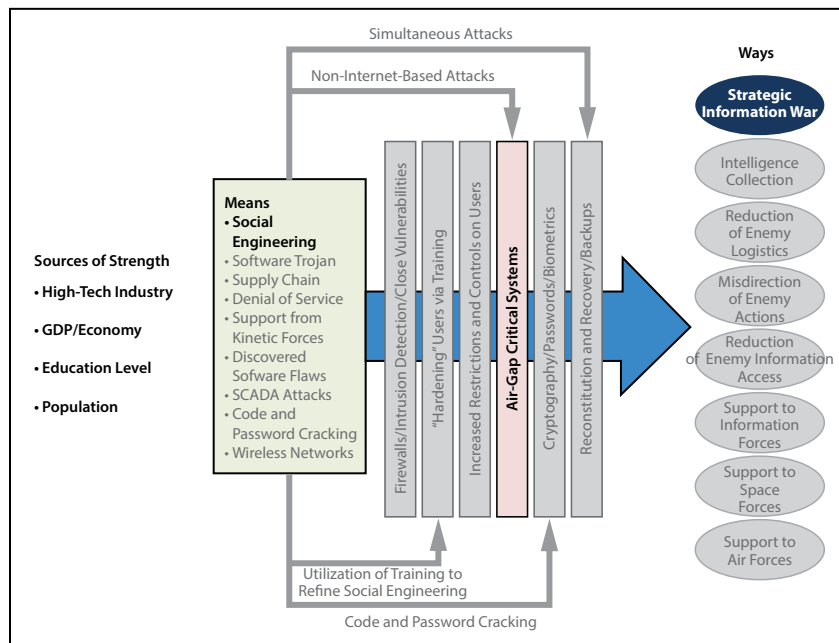 Simultaneous Attacks
Non-Internet-Based Attacks
Sources of Strength
• High-Tech Industry
• GDP/Economy
• Education Level
• Population
Means
• Social
Engineering
• Software Trojan
• Supply Chain
• Denial of Service
• Support from
Kinetic Forces
• Discovered
Sofware Flaws
• SCADA Attacks
• Code and
Password Cracking
• Wireless Networks
Firewalls/Intrusion Detection/Close Vulnerabilities
"Hardening" Users via Training
Increased Restrictions and Controls on Users
Air-Gap Critical Systems
Cryptography/Passwords/Biometrics
Reconstitution and Recovery/Backups
Utilization of Training to
Refine Social Engineering
Code and Password Cracking
Ways
Strategic
Information War
Intelligence
Collection
Reduction
of Enemy
Logistics
Misdirection
of Enemy
Actions
Reduction
of Enemy Information
Access
Support to
Information
Forces
Support to
Space
Forces
Support to
Air Forces